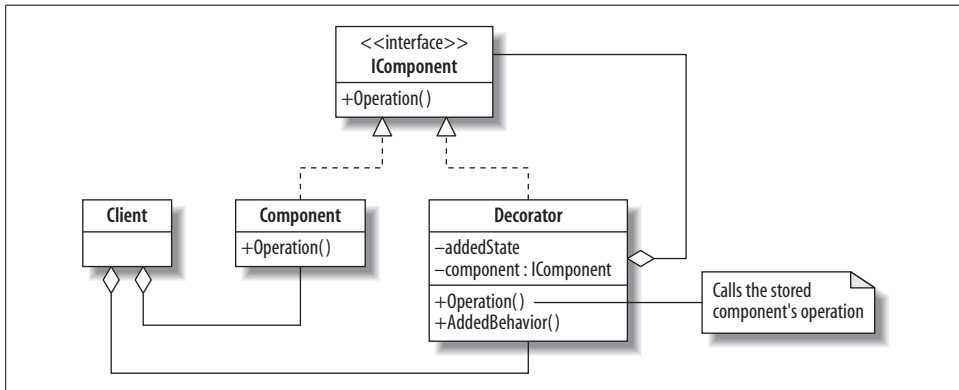 <<interface>>
IComponent
+Operation()
Client
Component
+Operation()
Decorator
–addedState
–component : IComponent
+Operation()
+AddedBehavior()
Calls the stored
component's operation